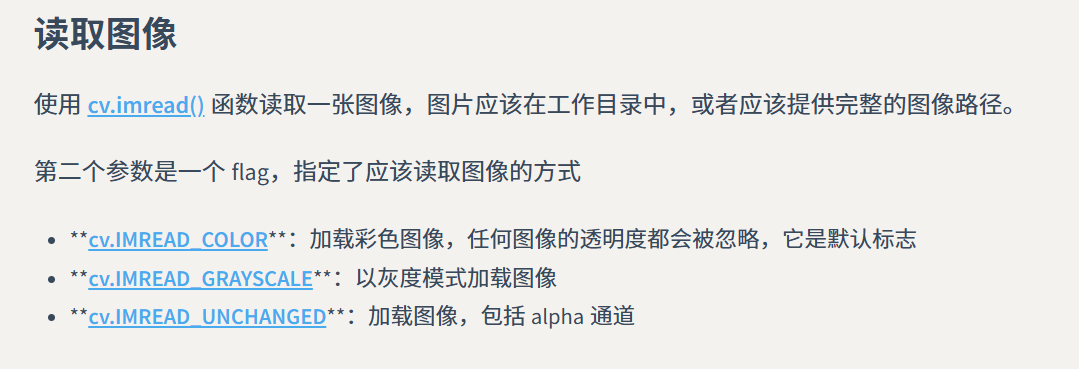 读取图像
使用 cv.imread() 函数读取一张图像，图片应该在工作目录中，或者应该提供完整的图像路径。
第二个参数是一个 flag，指定了应该读取图像的方式
• **cv.IMREAD_COLOR**：加载彩色图像，任何图像的透明度都会被忽略，它是默认标志
• **cv.IMREAD_GRAYSCALE**：以灰度模式加载图像
• **cv.IMREAD_UNCHANGED**：加载图像，包括 alpha 通道